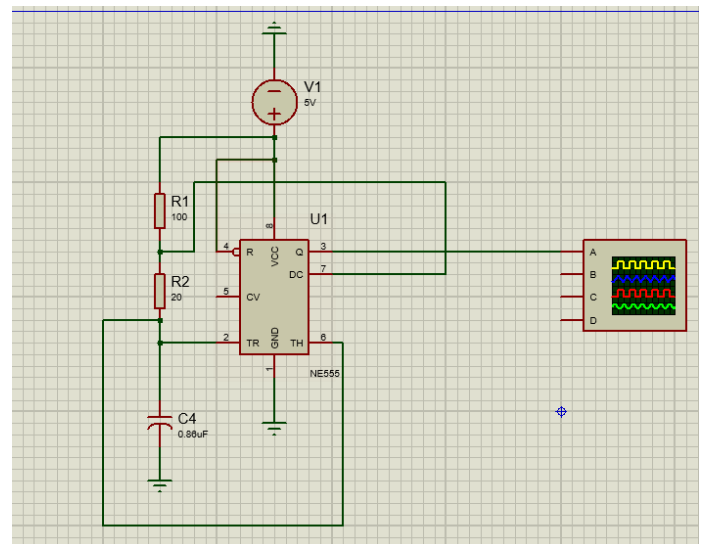 V1
5V
R1
100
U1
8
4
R
VCC
Q
3
A
DC
7
B
R2
20
5
CV
C
D
2
TR
GND
TH
6
1
NE555
C4
0.86uF